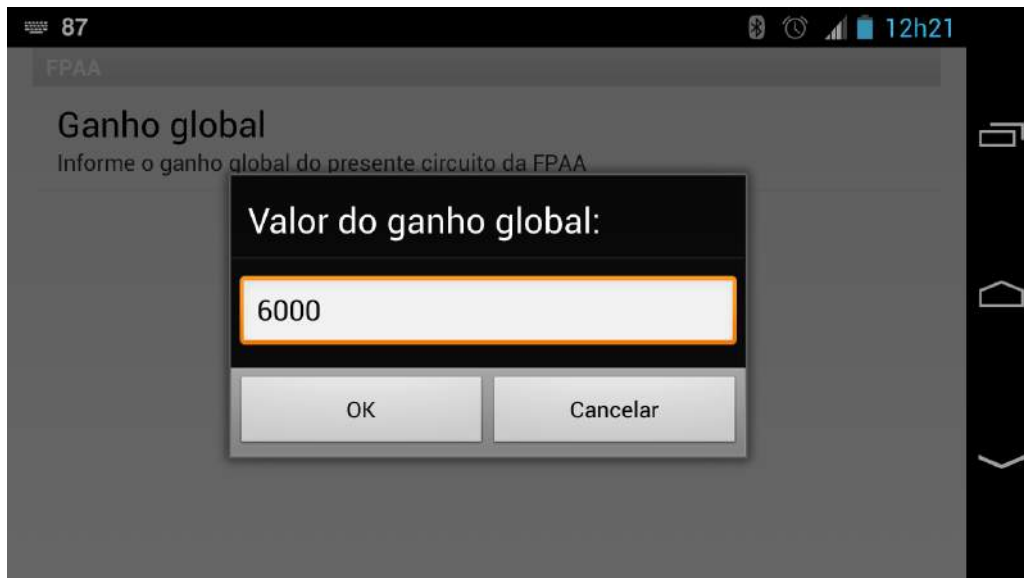 87
12h21
FPAA
Ganho global
Informe o ganho global do presente circuito da FPAA
Valor do ganho global:
6000
OK Cancelar